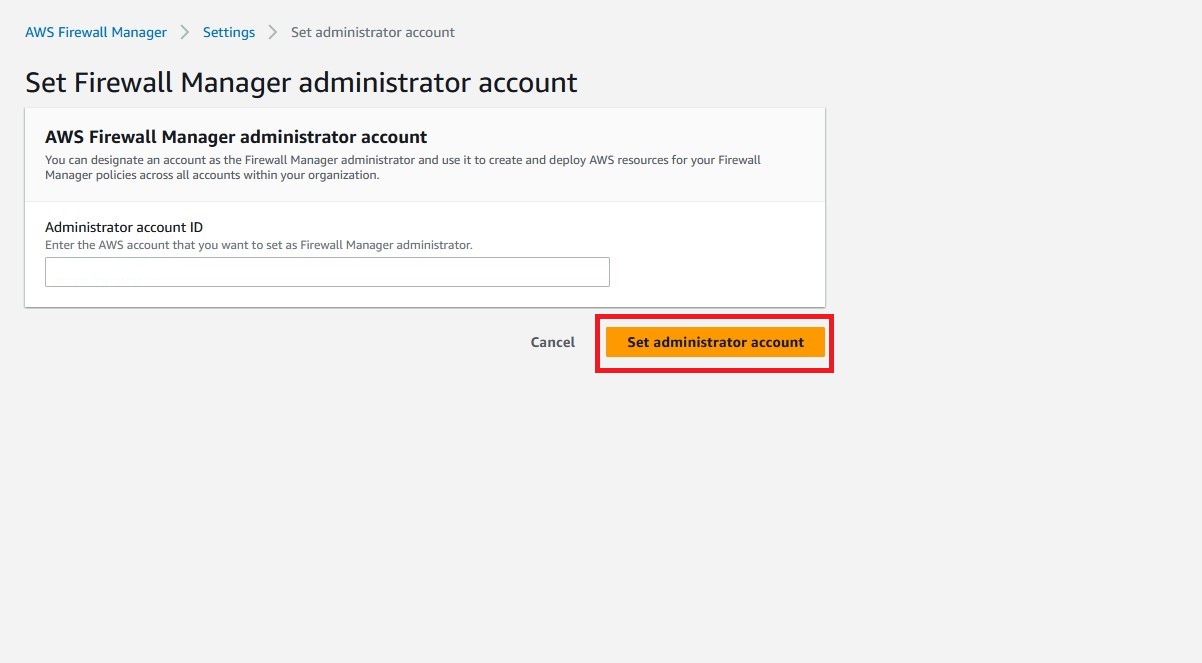 AWS Firewall Manager > Settings > Set administrator account
Set Firewall Manager administrator account
AWS Firewall Manager administrator account
You can designate an account as the Firewall Manager administrator and use it to create and deploy AWS resources for your Firewall
Manager policies across all accounts within your organization.
Administrator account ID
Enter the AWS account that you want to set as Firewall Manager administrator.
Cancel Set administrator account